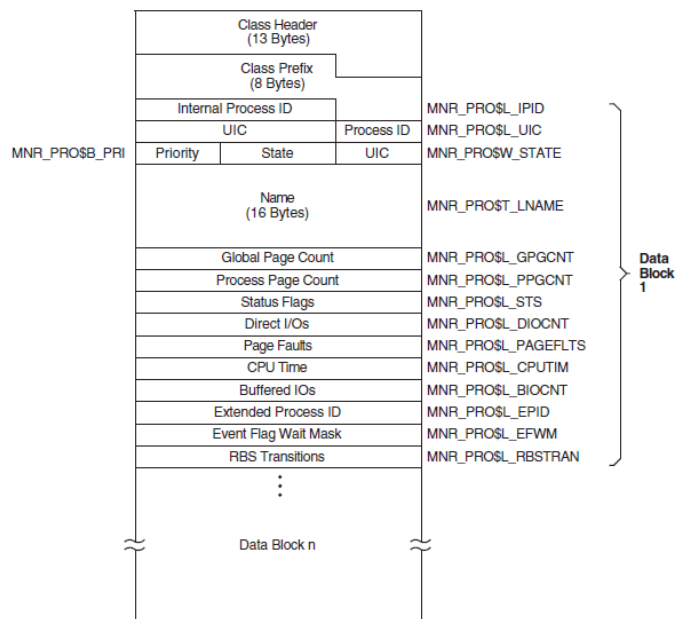 Class Header
(13 Bytes)
Class Prefix
(8 Bytes)
Internal Process ID MNR_PRO$L_IPID
UIC Process ID MNR_PRO$L_UIC
MNR_PRO$B_PRI Priority State UIC MNR_PRO$W_STATE
Name
(16 Bytes)
MNR_PRO$T_LNAME
Global Page Count MNR_PRO$L_GPGCNT
Data
Block
1
Process Page Count MNR_PRO$L_PPGCNT
Status Flags MNR_PRO$L_STS
Direct I/Os MNR_PRO$L_DIOCNT
Page Faults MNR_PRO$L_PAGEFLTS
CPU Time MNR_PRO$L_CPUTIM
Buffered IOs MNR_PRO$L_BIOCNT
Extended Process ID MNR_PRO$L_EPID
Event Flag Wait Mask MNR_PRO$L_EFWM
RBS Transitions MNR_PRO$L_RBSTRAN
Data Block n